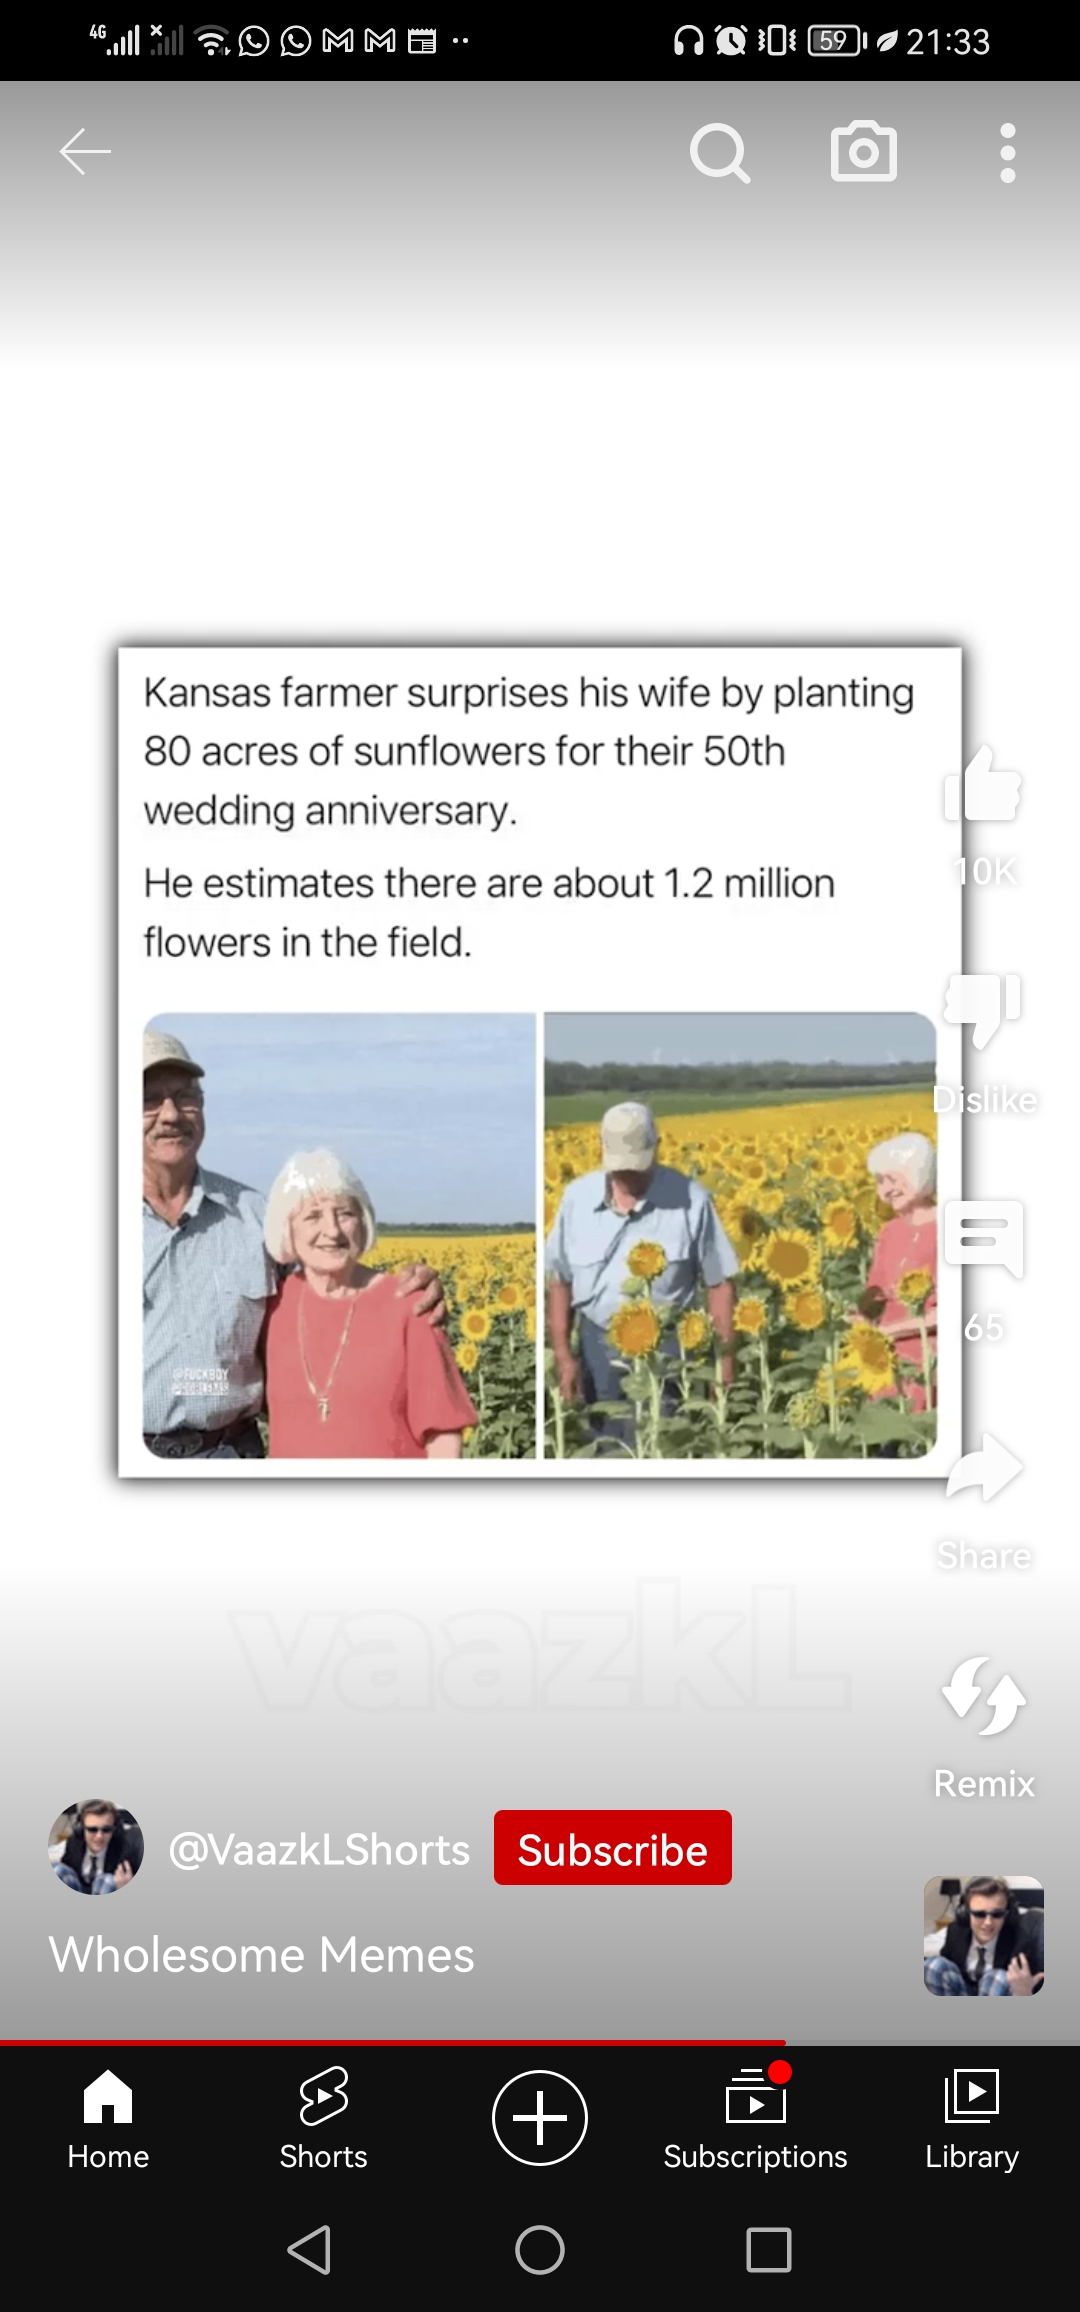 4G 59 21:33
Kansas farmer surprises his wife by planting
80 acres of sunflowers for their 50th
wedding anniversary.
He estimates there are about 1.2 million
flowers in the field.
10K
Dislike
@FUCKBOY
PROBLEMS
65
Share
vaazkL
Remix
@VaazkLShorts Subscribe
Wholesome Memes
Home Shorts Subscriptions Library